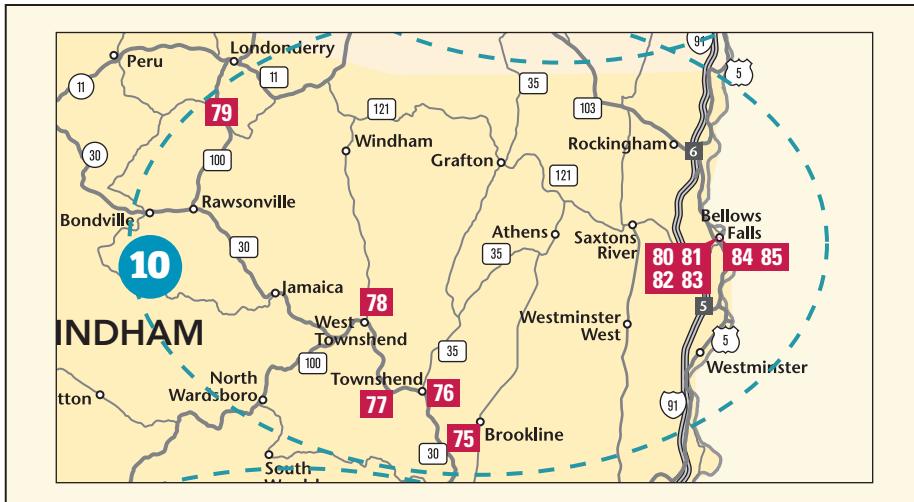 Londonderry
Peru
91
5
11
11
35
79
121
103
Windham
Rockingham
30
100
Grafton
6
121
Rawsonville
Bondville
Bellows
Falls
Athens
Saxtons
River
30
35
80 81
82 83
84 85
10
Jamaica
78
5
West
Townshend
Westminster
West
INDHAM
35
5
100
Westminster
North
Wardsboro
Townshend
76
77
tton
91
75
Brookline
30
South